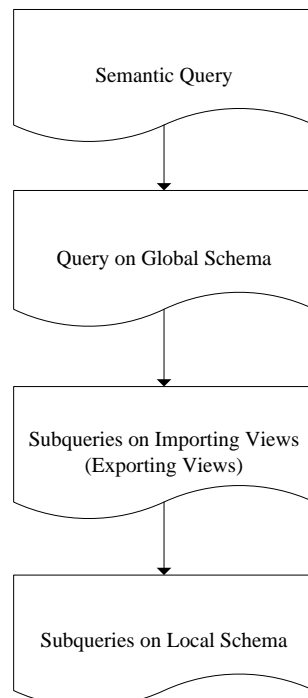 Semantic Query
Query on Global Schema
Subqueries on Importing Views
(Exporting Views)
Subqueries on Local Schema